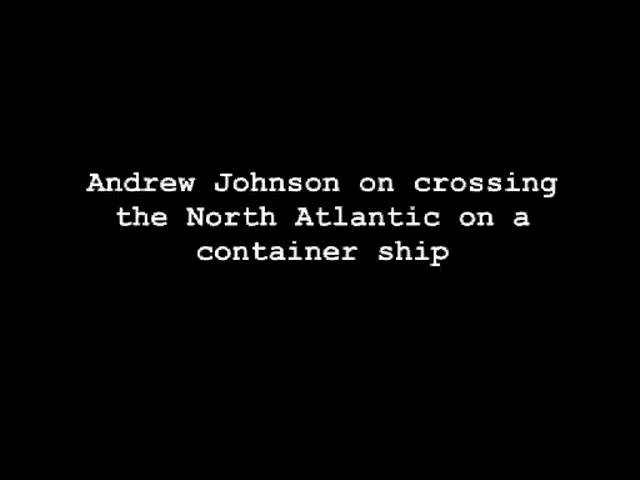 Andrew Johnson on crossing
the North Atlantic on a
container ship